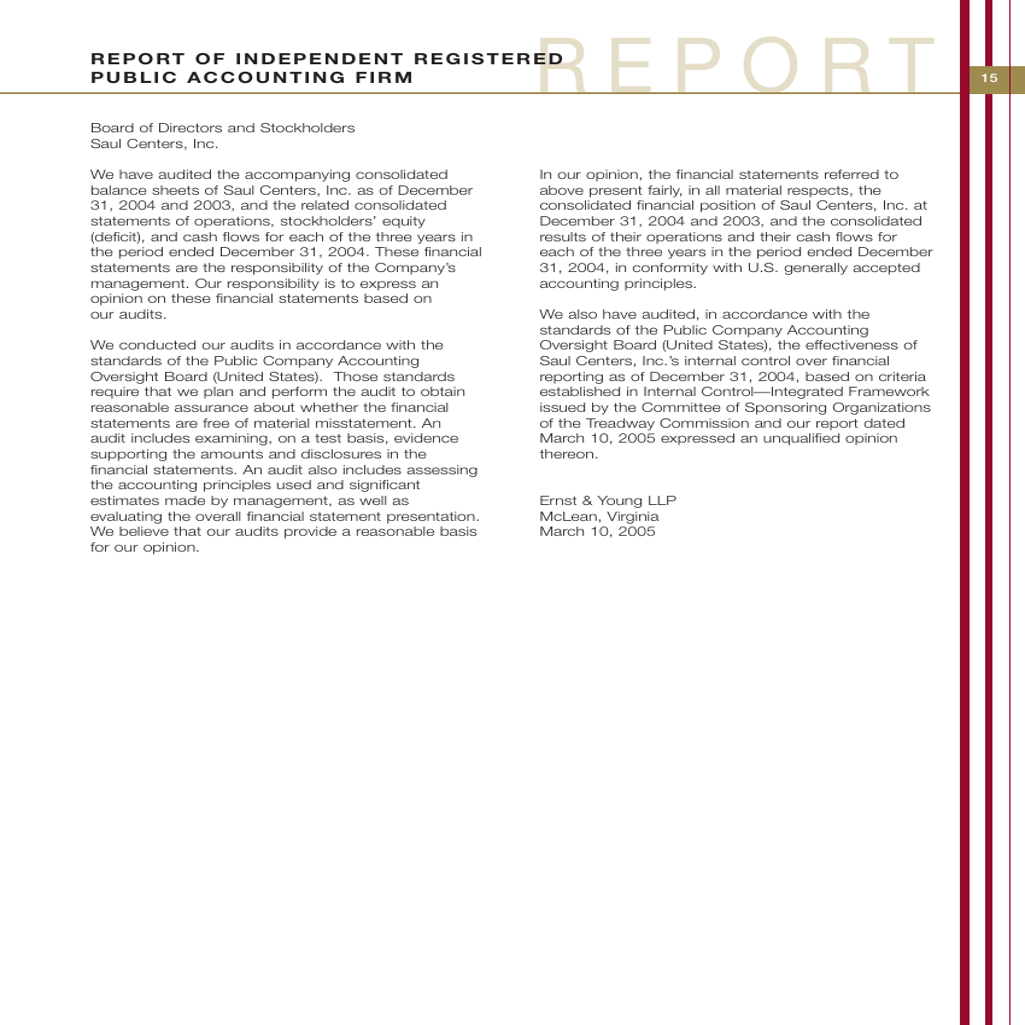 REPORT
REPORT OF INDEPENDENT REGISTERED
PUBLIC ACCOUNTING FIRM
15
Board of Directors and Stockholders
Saul Centers, Inc.
We have audited the accompanying consolidated
balance sheets of Saul Centers, Inc. as of December
31, 2004 and 2003, and the related consolidated
statements of operations, stockholders’ equity
(deficit), and cash flows for each of the three years in
the period ended December 31, 2004. These financial
statements are the responsibility of the Company’s
management. Our responsibility is to express an
opinion on these financial statements based on
our audits.
We conducted our audits in accordance with the
standards of the Public Company Accounting
Oversight Board (United States).  Those standards
require that we plan and perform the audit to obtain
reasonable assurance about whether the financial
statements are free of material misstatement. An
audit includes examining, on a test basis, evidence
supporting the amounts and disclosures in the
financial statements. An audit also includes assessing
the accounting principles used and significant
estimates made by management, as well as
evaluating the overall financial statement presentation.
We believe that our audits provide a reasonable basis
for our opinion.
In our opinion, the financial statements referred to
above present fairly, in all material respects, the
consolidated financial position of Saul Centers, Inc. at
December 31, 2004 and 2003, and the consolidated
results of their operations and their cash flows for
each of the three years in the period ended December
31, 2004, in conformity with U.S. generally accepted
accounting principles.
We also have audited, in accordance with the
standards of the Public Company Accounting
Oversight Board (United States), the effectiveness of
Saul Centers, Inc.’s internal control over financial
reporting as of December 31, 2004, based on criteria
established in Internal Control—Integrated Framework
issued by the Committee of Sponsoring Organizations
of the Treadway Commission and our report dated
March 10, 2005 expressed an unqualified opinion
thereon.
Ernst & Young LLP
McLean, Virginia
March 10, 2005